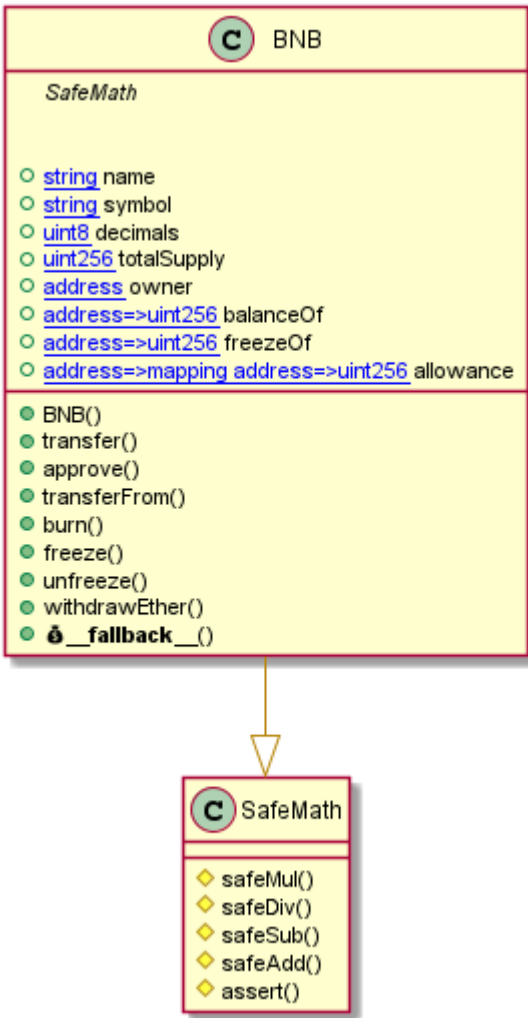 C BNB
SafeMath
string name
string symbol
uint8 decimals
uint256 totalSupply
address owner
address=>uint256 balanceOf
address=>uint256 freezeOf
address=>mapping address=>uint256 allowance
BNB()
transfer()
approve()
transferFrom()
burn()
freeze()
unfreeze()
withdrawEther()
💰__fallback__()
C SafeMath
safeMul()
safeDiv()
safeSub()
safeAdd()
assert()